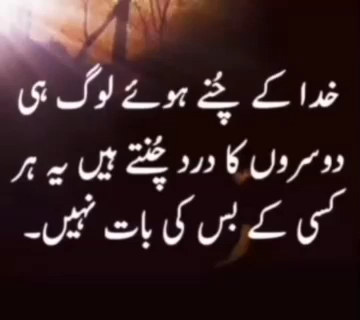 خدا کے چُنے ہوئے لوگ ہی
دوسروں کا درد چُنتے ہیں یہ ہر
کسی کے بس کی بات نہیں۔